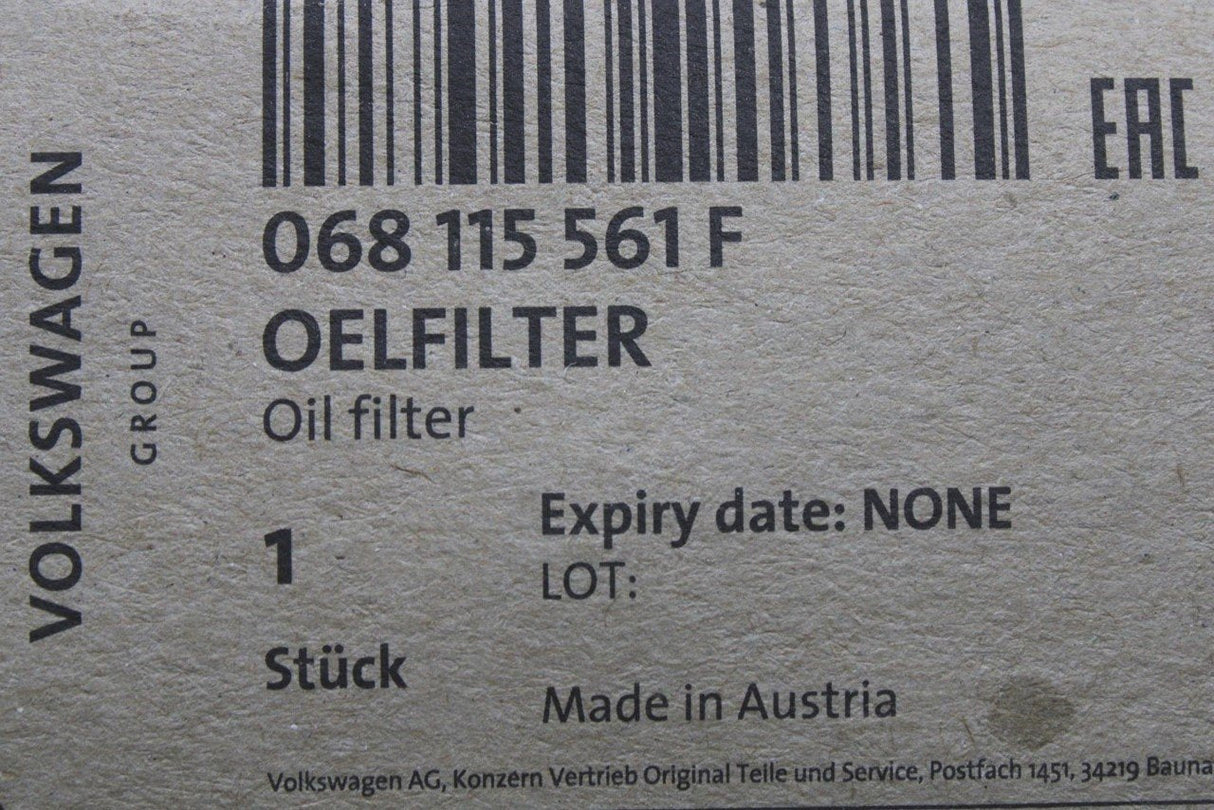 VOLKSWAGEN
GROUP
EAC
068 115 561 F
OELFILTER
Oil filter
1
Stück
Expiry date: NONE
LOT:
Made in Austria
Volkswagen AG, Konzern Vertrieb Original Teile und Service, Postfach 1451, 34219 Bauna